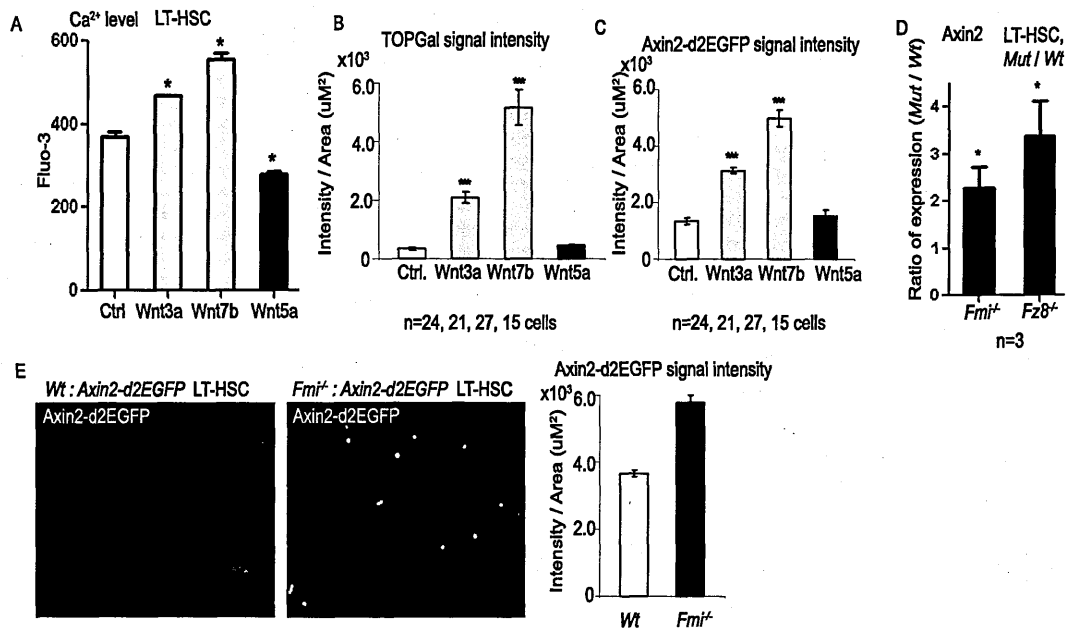 A
Ca²⁺ level LT-HSC
600
400
200
0
Fluo-3
*
*
*
Ctrl Wnt3a Wnt7b Wnt5a
B
TOPGal signal intensity
x10³
6.0
4.0
2.0
0
Intensity / Area (uM²)
***
***
Ctrl. Wnt3a Wnt7b Wnt5a
n=24, 21, 27, 15 cells
C
Axin2-d2EGFP signal intensity
x10³
6.0
4.0
2.0
0
Intensity / Area (uM²)
***
***
Ctrl. Wnt3a Wnt7b Wnt5a
n=24, 21, 27, 15 cells
D
Axin2 LT-HSC,
Mut / Wt
4
3
2
1
0
Ratio of expression (Mut / Wt)
*
*
Fmi⁻/⁻ Fz8⁻/⁻
n=3
E
Wt : Axin2-d2EGFP LT-HSC
Axin2-d2EGFP
Fmi⁻/⁻ : Axin2-d2EGFP LT-HSC
Axin2-d2EGFP
Axin2-d2EGFP signal intensity
x10³
6.0
4.0
2.0
0
Intensity / Area (uM²)
Wt Fmi⁻/⁻